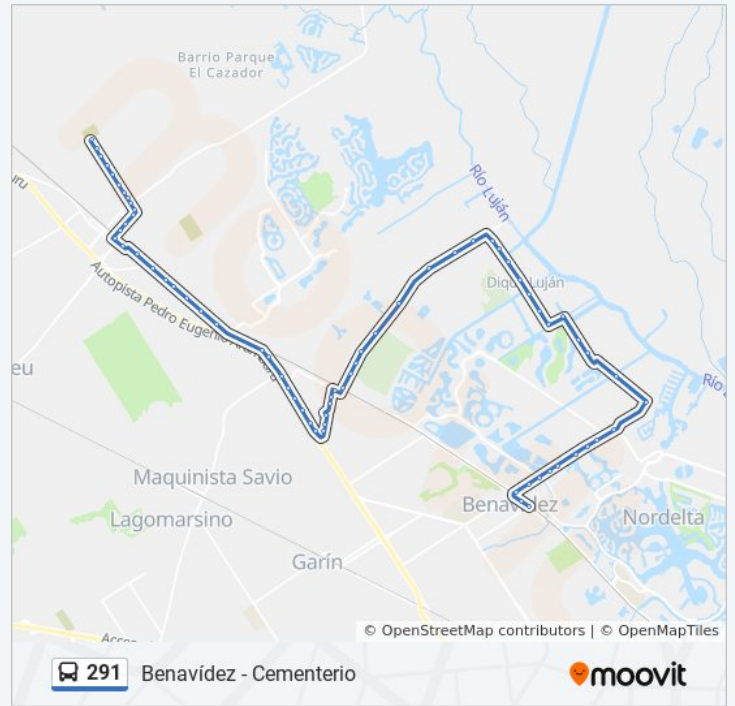 Barrio Parque
El Cazador
Río Luján
Autopista Pedro Eugenio
Dique Luján
Maquinista Savio
Lagomarsino
Benavídez
Nordelta
Garín
© OpenStreetMap contributors | © OpenMapTiles
291 Benavídez - Cementerio
moovit